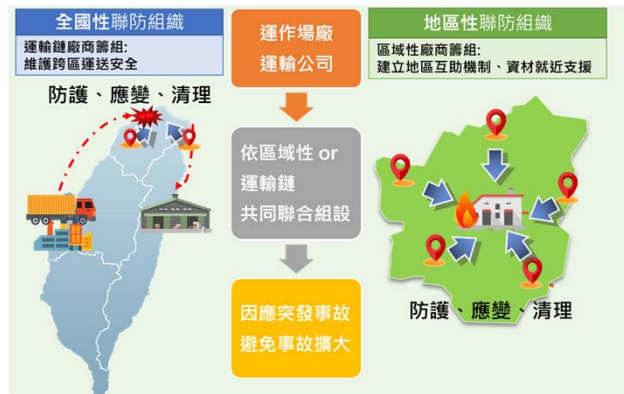 全國性聯防組織
運輸鏈廠商籌組:
維護跨區運送安全
防護、應變、清理
運作場廠
運輸公司
依區域性 or
運輸鏈
共同聯合組設
因應突發事故
避免事故擴大
地區性聯防組織
區域性廠商籌組:
建立地區互助機制、資材就近支援
防護、應變、清理